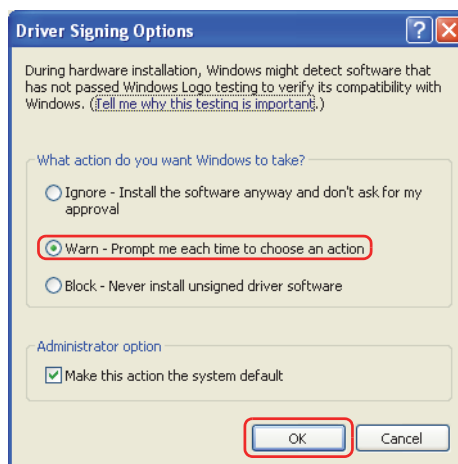 Driver Signing Options
During hardware installation, Windows might detect software that
has not passed Windows Logo testing to verify its compatibility with
Windows. (Tell me why this testing is important.)
What action do you want Windows to take?
Ignore - Install the software anyway and don't ask for my
approval
Warn - Prompt me each time to choose an action
Block - Never install unsigned driver software
Administrator option
Make this action the system default
OK Cancel